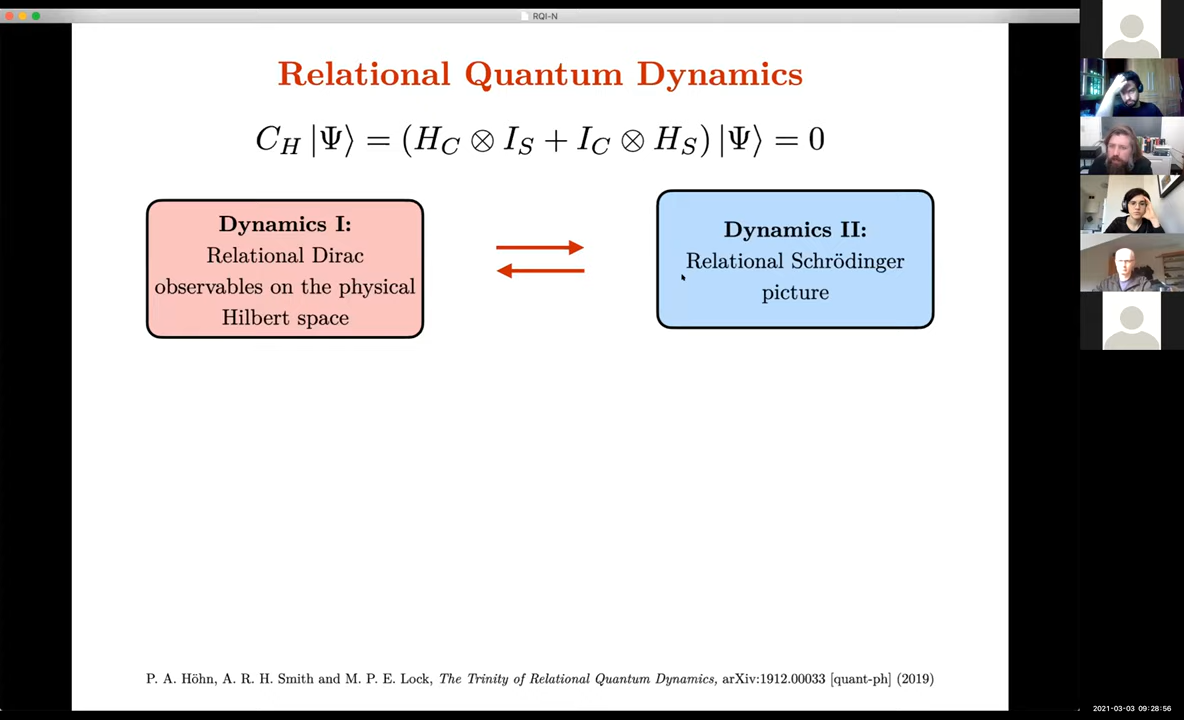 RQI-N
Relational Quantum Dynamics
C_H |Ψ⟩ = (H_C ⊗ I_S + I_C ⊗ H_S) |Ψ⟩ = 0
Dynamics I:
Relational Dirac
observables on the physical
Hilbert space
Dynamics II:
Relational Schrödinger
picture
P. A. Höhn, A. R. H. Smith and M. P. E. Lock, The Trinity of Relational Quantum Dynamics, arXiv:1912.00033 [quant-ph] (2019)
2021-03-03 09:28:56